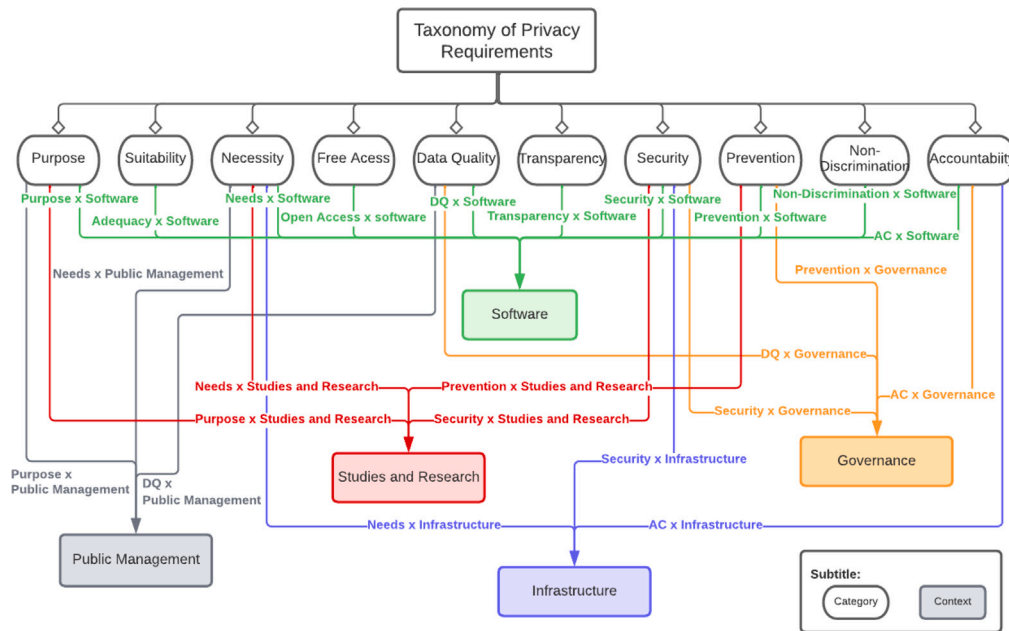 Taxonomy of Privacy
Requirements
Purpose
Suitability
Necessity
Free Acess
Data Quality
Transparency
Security
Prevention
Non-
Discrimination
Accountabiity
Purpose x Software
Needs x Software
DQ x Software
Security x Software
Non-Discrimination x Software
Adequacy x Software
Open Access x software
Transparency x Software
Prevention x Software
AC x Software
Needs x Public Management
Prevention x Governance
Software
DQ x Governance
Needs x Studies and Research
Prevention x Studies and Research
AC x Governance
Purpose x Studies and Research
Security x Studies and Research
Security x Governance
Security x Infrastructure
Governance
Purpose x
Public Management
DQ x
Public Management
Studies and Research
Needs x Infrastructure
AC x Infrastructure
Public Management
Infrastructure
Subtitle:
Category
Context